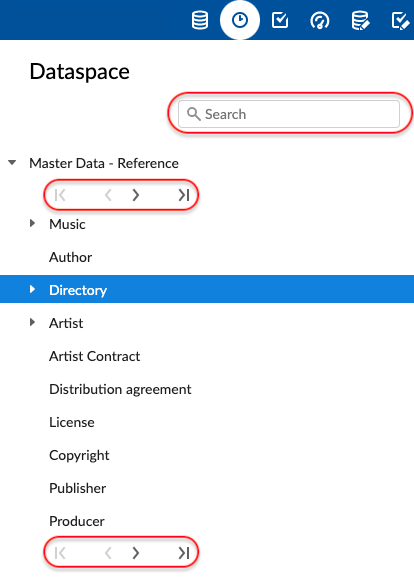 Dataspace
Search
Master Data - Reference
Music
Author
Directory
Artist
Artist Contract
Distribution agreement
License
Copyright
Publisher
Producer